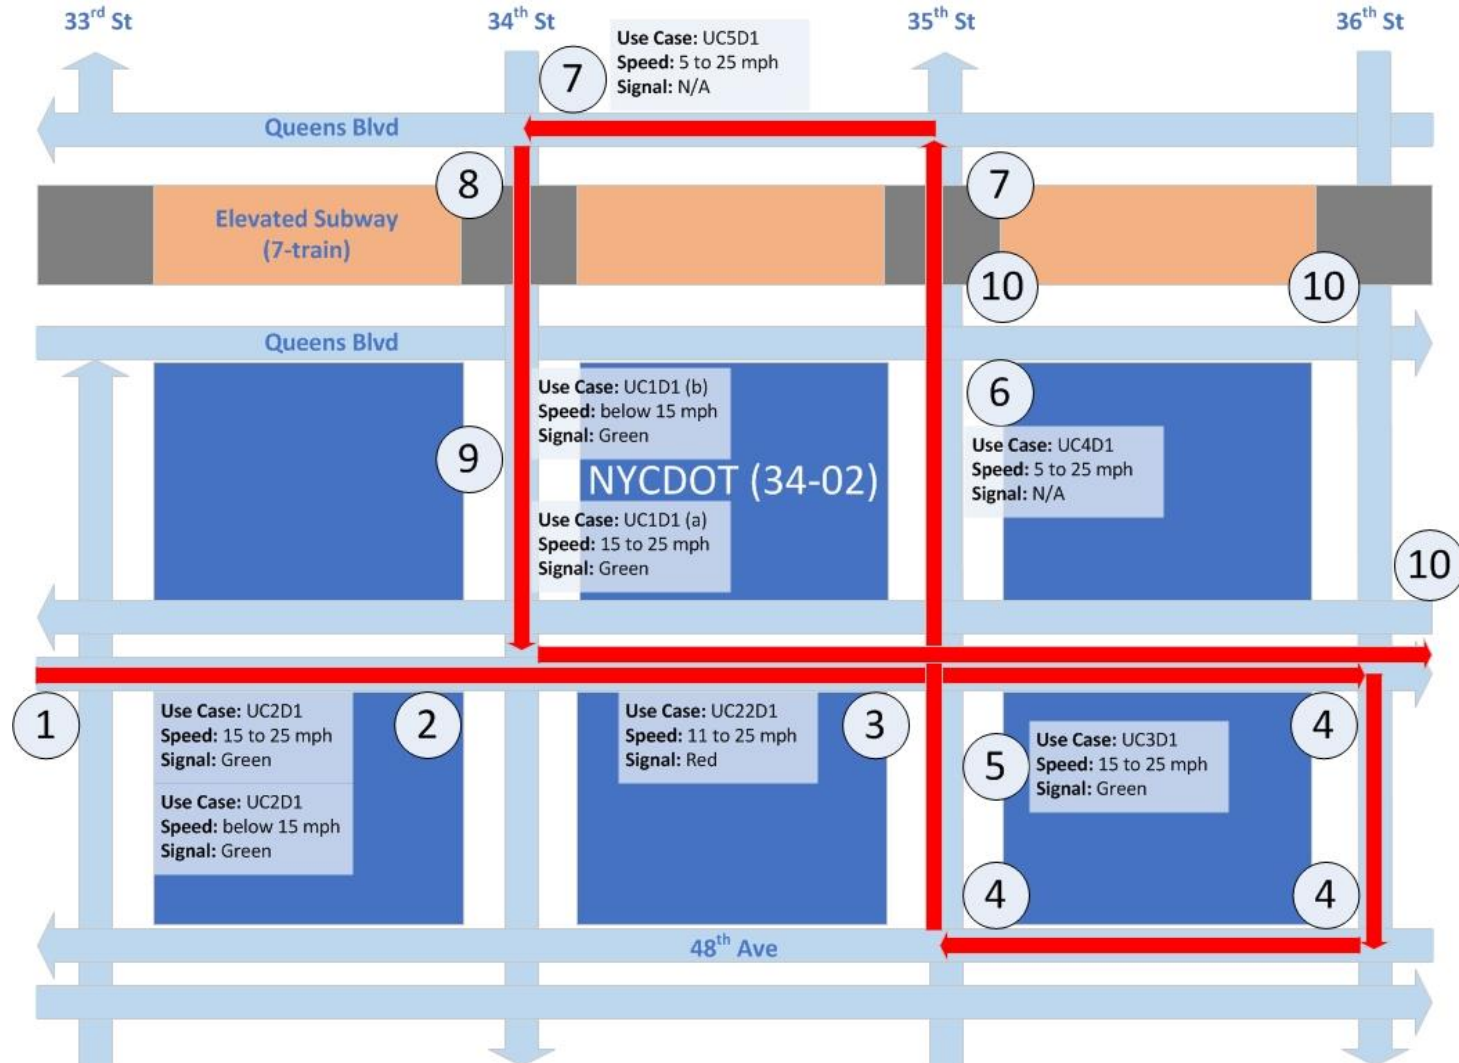 33rd St
34th St
35th St
36th St
Use Case: UC5D1
Speed: 5 to 25 mph
Signal: N/A
7
Queens Blvd
8
7
Elevated Subway
(7-train)
10
10
Queens Blvd
Use Case: UC1D1 (b)
Speed: below 15 mph
Signal: Green
6
9
Use Case: UC4D1
Speed: 5 to 25 mph
Signal: N/A
NYCDOT (34-02)
Use Case: UC1D1 (a)
Speed: 15 to 25 mph
Signal: Green
10
1
Use Case: UC2D1
Speed: 15 to 25 mph
Signal: Green
2
Use Case: UC22D1
Speed: 11 to 25 mph
Signal: Red
3
4
5
Use Case: UC3D1
Speed: 15 to 25 mph
Signal: Green
Use Case: UC2D1
Speed: below 15 mph
Signal: Green
4
4
48th Ave